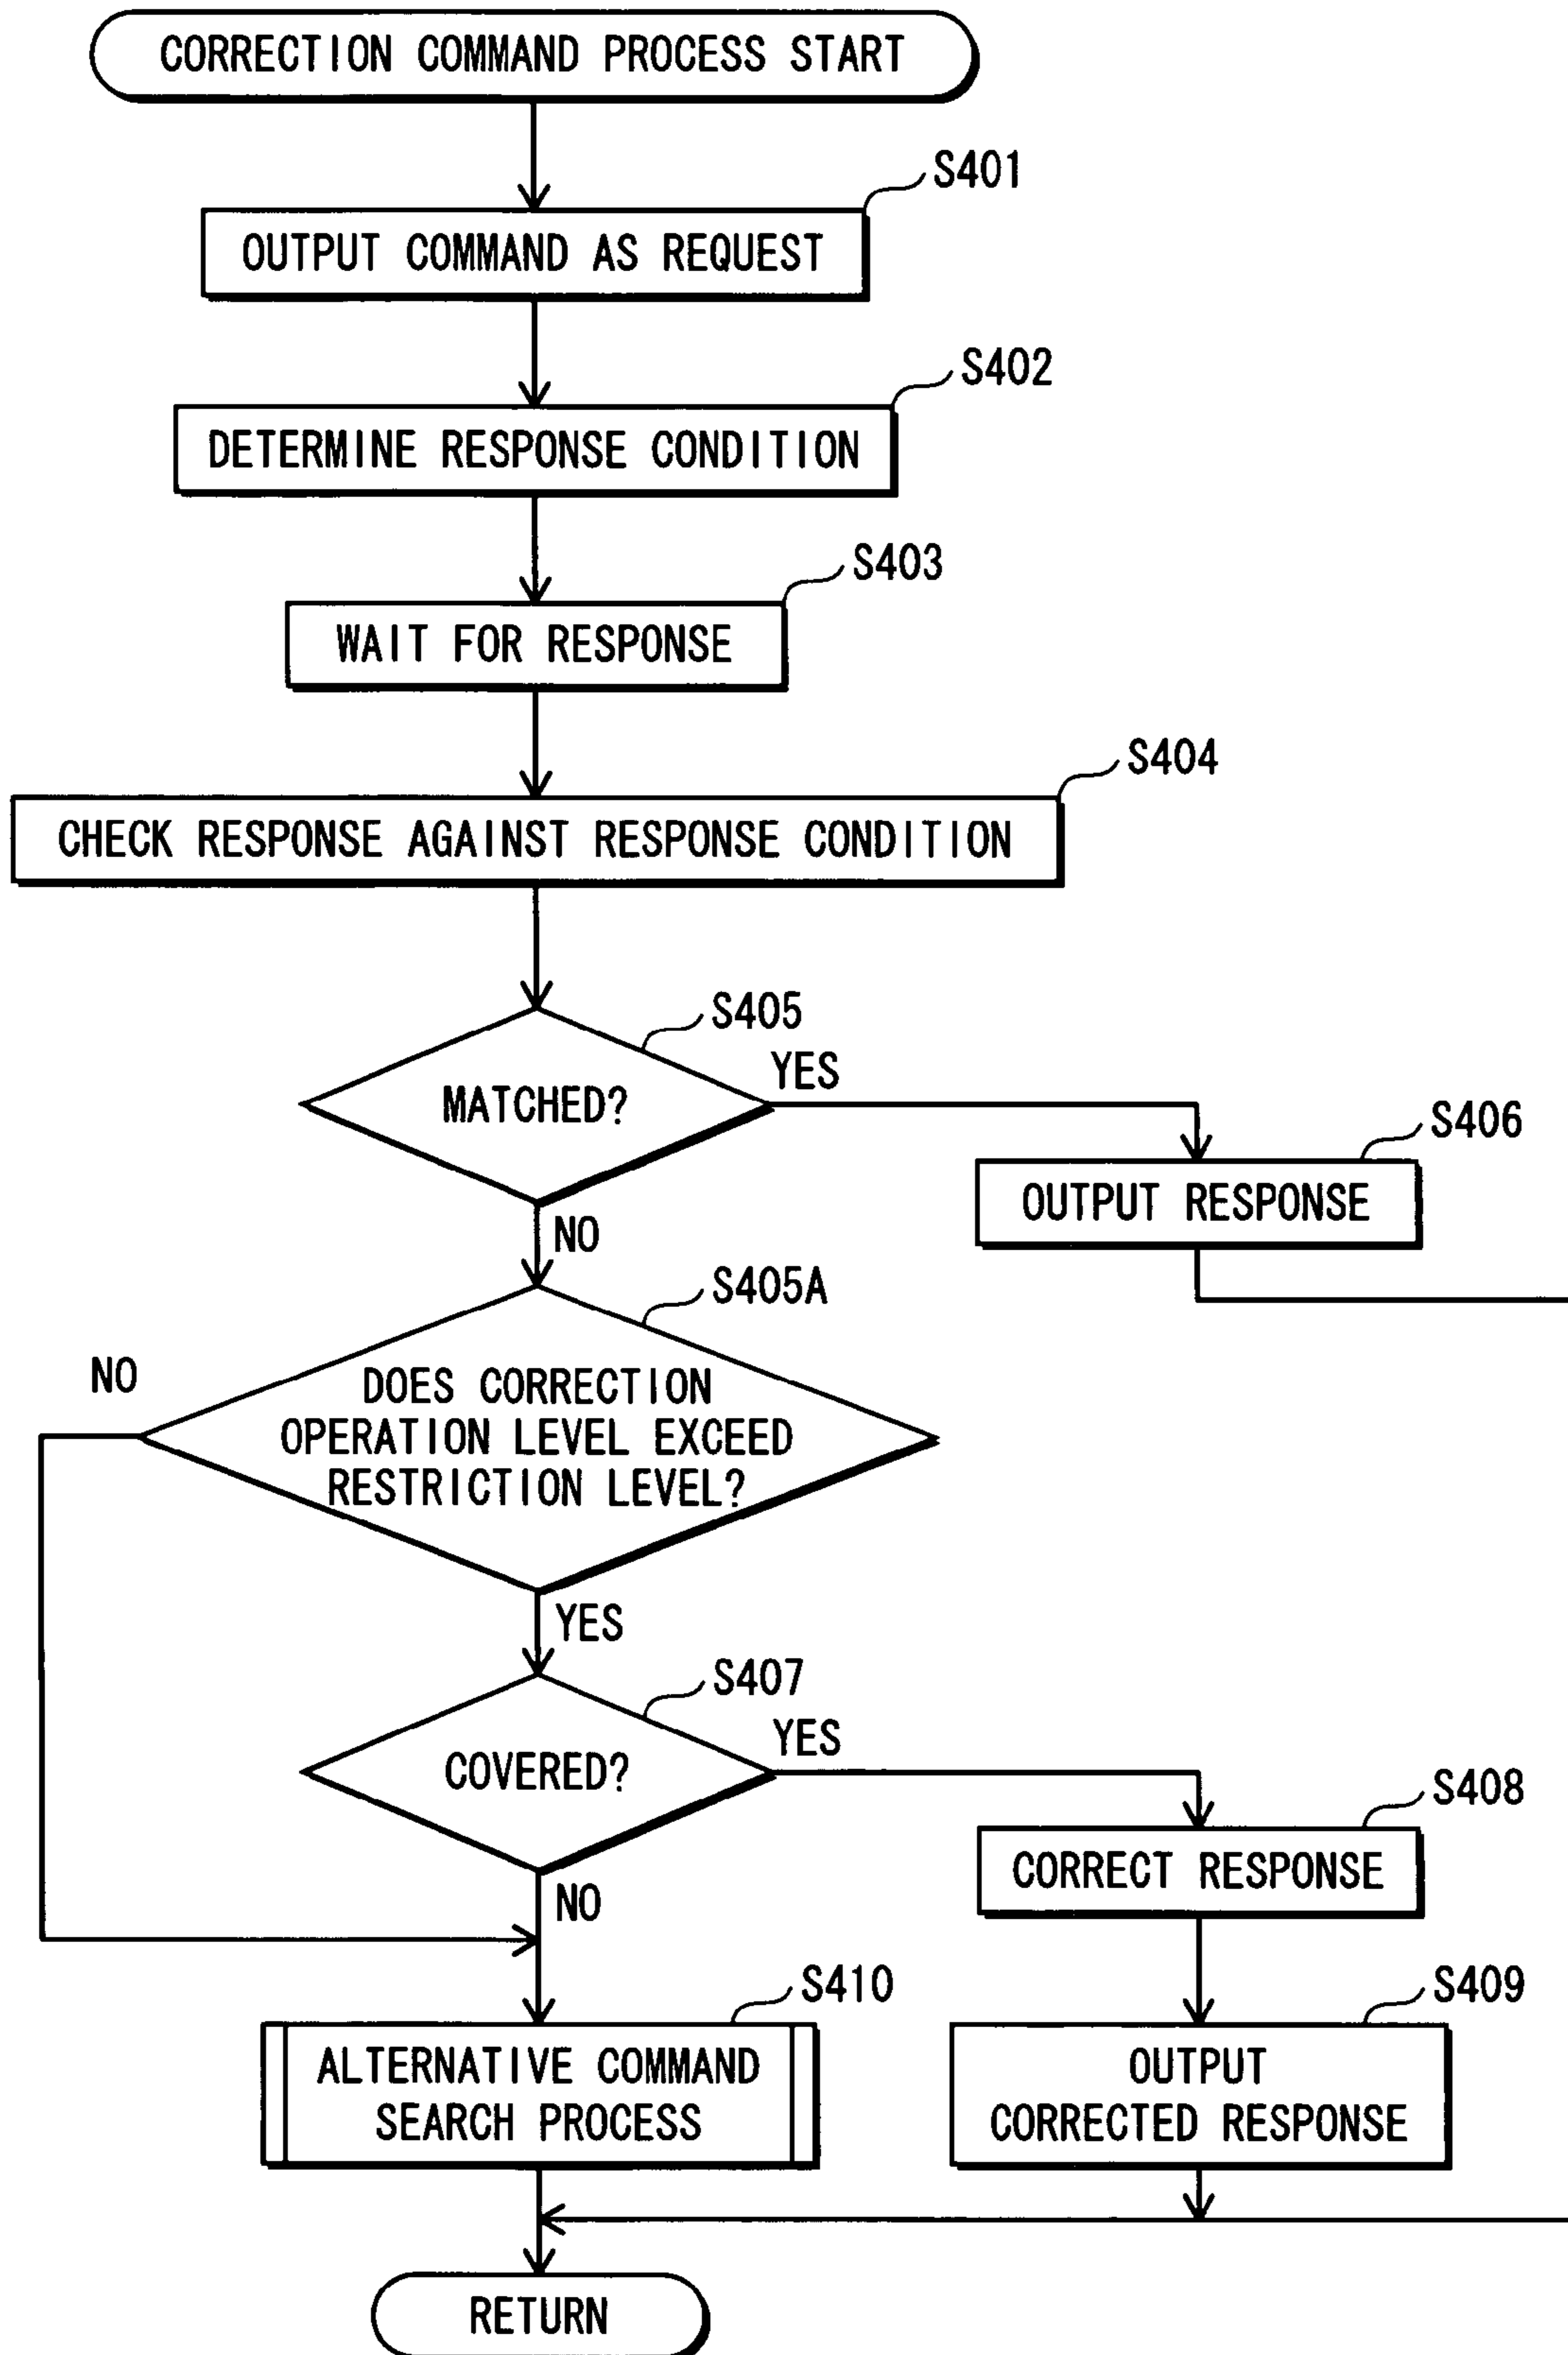 CORRECTION COMMAND PROCESS START
S401
OUTPUT COMMAND AS REQUEST
S402
DETERMINE RESPONSE CONDITION
S403
WAIT FOR RESPONSE
S404
CHECK RESPONSE AGAINST RESPONSE CONDITION
S405
MATCHED?
YES
S406
OUTPUT RESPONSE
NO
S405A
NO
DOES CORRECTION
OPERATION LEVEL EXCEED
RESTRICTION LEVEL?
YES
S407
COVERED?
YES
S408
CORRECT RESPONSE
NO
S410
ALTERNATIVE COMMAND
SEARCH PROCESS
S409
OUTPUT
CORRECTED RESPONSE
RETURN